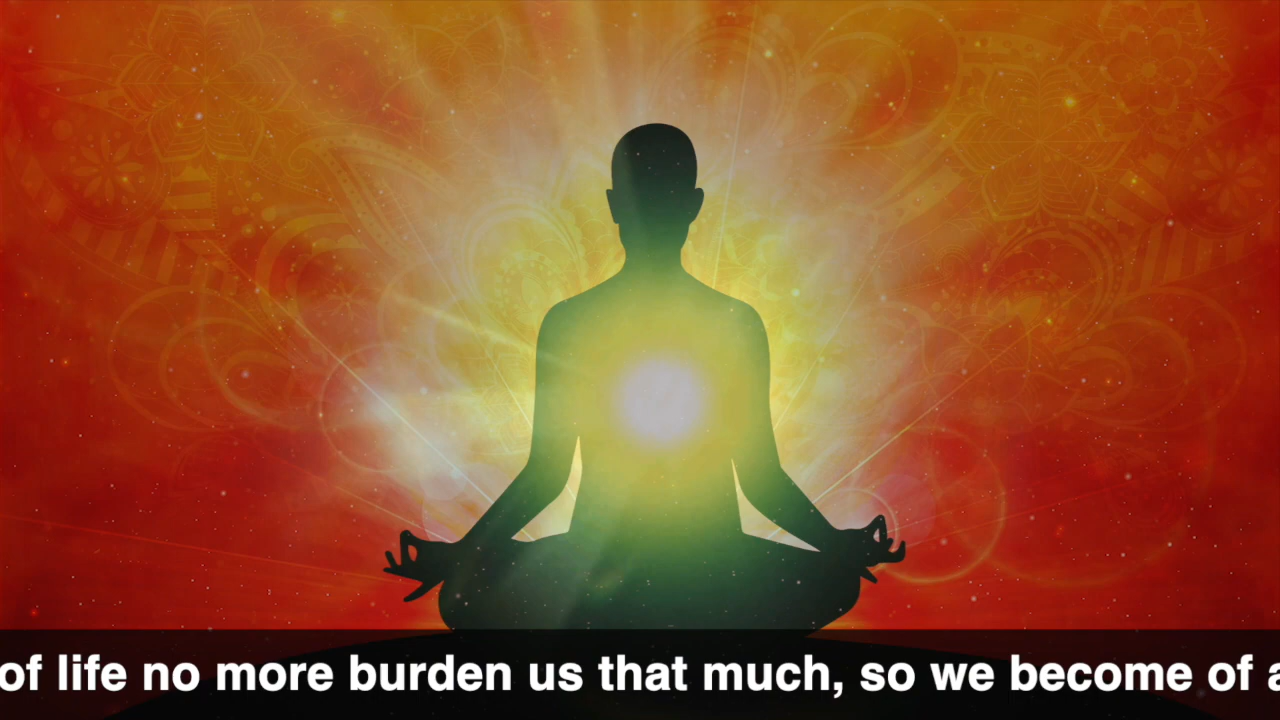 of life no more burden us that much, so we become of a